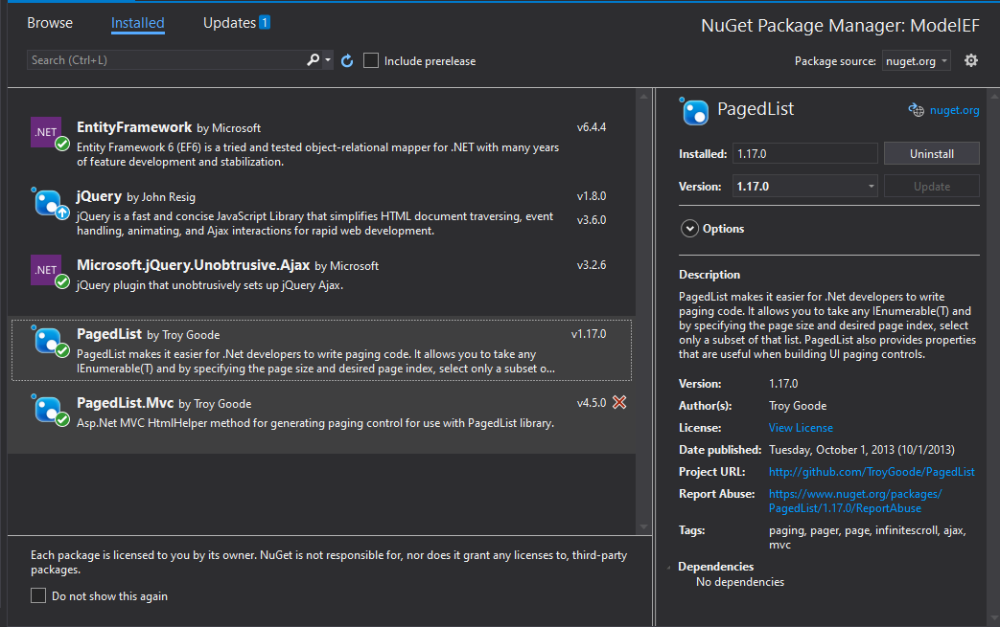 Browse
Installed
Updates 1
NuGet Package Manager: ModelEF
Search (Ctrl+L)
Include prerelease
Package source: nuget.org
.NET
EntityFramework by Microsoft
v6.4.4
Entity Framework 6 (EF6) is a tried and tested object-relational mapper for .NET with many years
of feature development and stabilization.
jQuery by John Resig
v1.8.0
jQuery is a fast and concise JavaScript Library that simplifies HTML document traversing, event
v3.6.0
handling, animating, and Ajax interactions for rapid web development.
.NET
Microsoft.jQuery.Unobtrusive.Ajax by Microsoft
v3.2.6
jQuery plugin that unobtrusively sets up jQuery Ajax.
PagedList by Troy Goode
v1.17.0
PagedList makes it easier for .Net developers to write paging code. It allows you to take any
IEnumerable(T) and by specifying the page size and desired page index, select only a subset o...
PagedList.Mvc by Troy Goode
v4.5.0
Asp.Net MVC HtmlHelper method for generating paging control for use with PagedList library.
Each package is licensed to you by its owner. NuGet is not responsible for, nor does it grant any licenses to, third-party
packages.
Do not show this again
PagedList
nuget.org
Installed: 1.17.0
Uninstall
Version: 1.17.0
Update
Options
Description
PagedList makes it easier for .Net developers to write
paging code. It allows you to take any IEnumerable(T) and
by specifying the page size and desired page index, select
only a subset of that list. PagedList also provides properties
that are useful when building UI paging controls.
Version: 1.17.0
Author(s): Troy Goode
License: View License
Date published: Tuesday, October 1, 2013 (10/1/2013)
Project URL: http://github.com/TroyGoode/PagedList
Report Abuse: https://www.nuget.org/packages/
PagedList/1.17.0/ReportAbuse
Tags: paging, pager, page, infinitescroll, ajax,
mvc
Dependencies
No dependencies